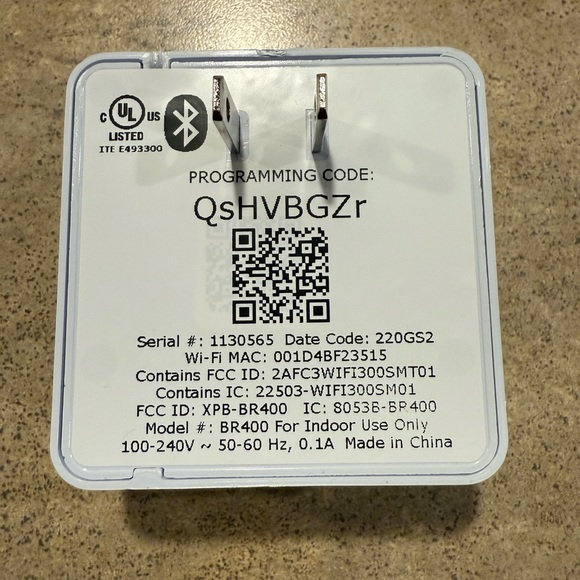 c UL US
LISTED
ITE E493300
PROGRAMMING CODE:
QsHVBGZr
Serial #: 1130565 Date Code: 220GS2
Wi-Fi MAC: 001D4BF23515
Contains FCC ID: 2AFC3WIFI300SMT01
Contains IC: 22503-WIFI300SM01
FCC ID: XPB-BR400 IC: 8053B-BR400
Model #: BR400 For Indoor Use Only
100-240V ~ 50-60 Hz, 0.1A Made in China